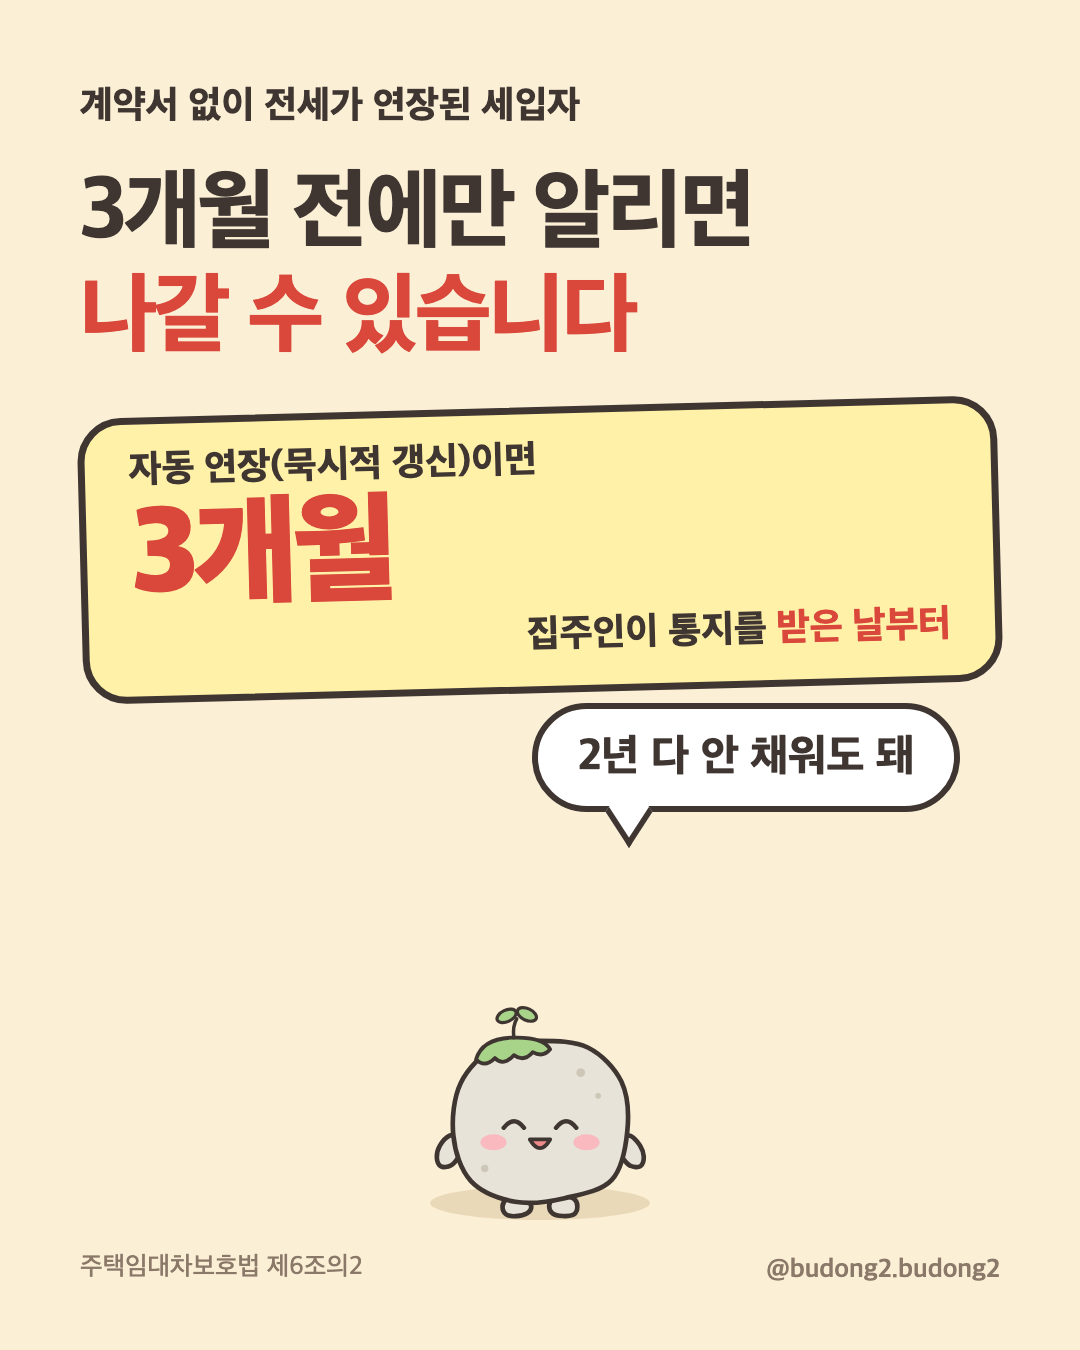 계약서 없이 전세가 연장된 세입자
3개월 전에만 알리면
나갈 수 있습니다
자동 연장(묵시적 갱신)이면
3개월
집주인이 통지를 받은 날부터
2년 다 안 채워도 돼
주택임대차보호법 제6조의2
@budong2.budong2